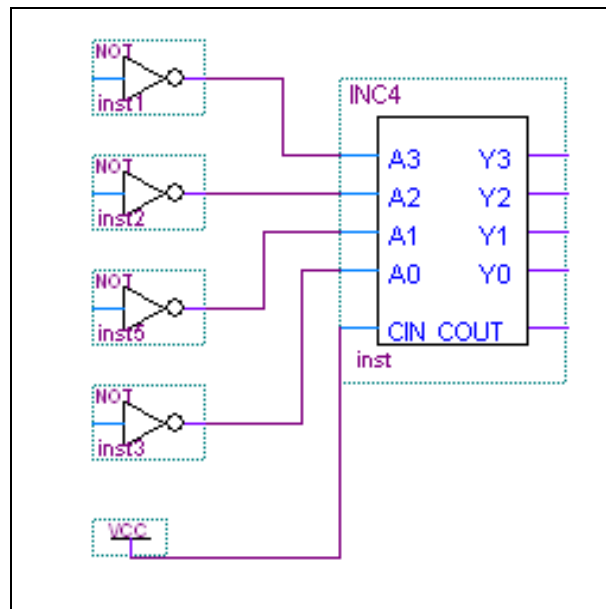 NOT
inst1
INC4
A3 Y3
NOT
A2 Y2
inst2
A1 Y1
A0 Y0
NOT
CIN COUT
inst5
inst
NOT
inst3
VCC